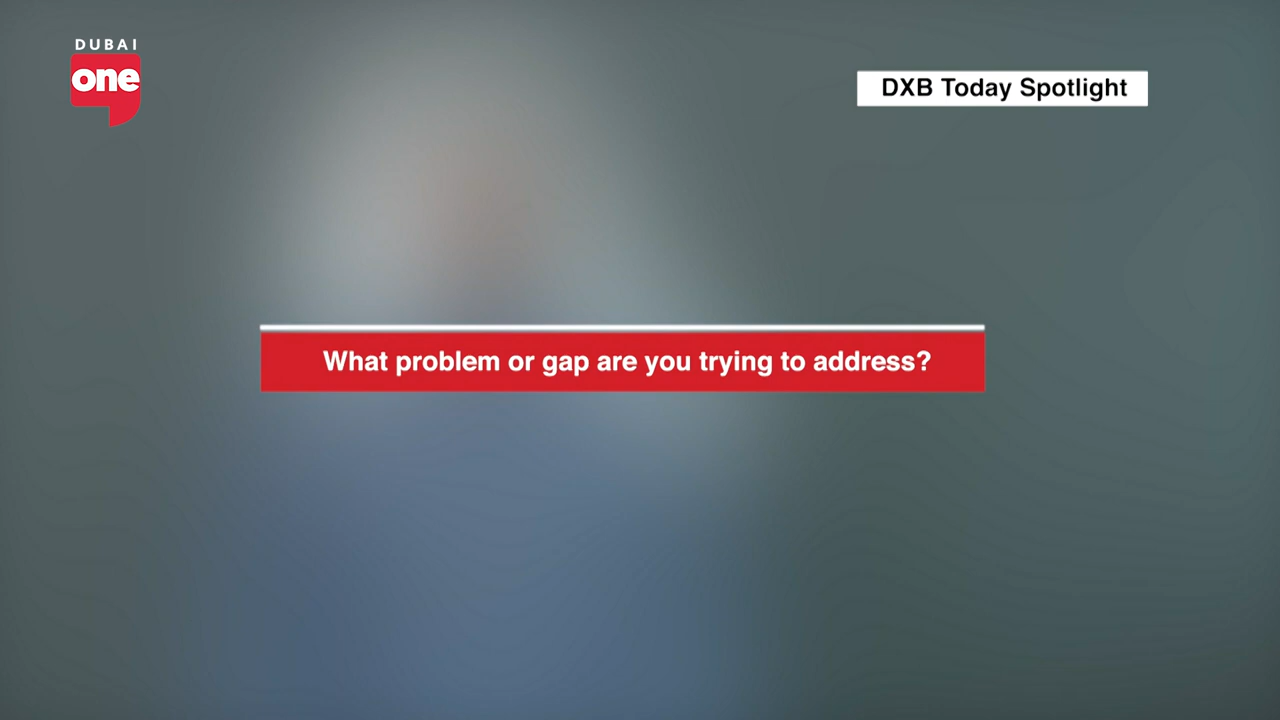 DUBAI
one
DXB Today Spotlight
What problem or gap are you trying to address?